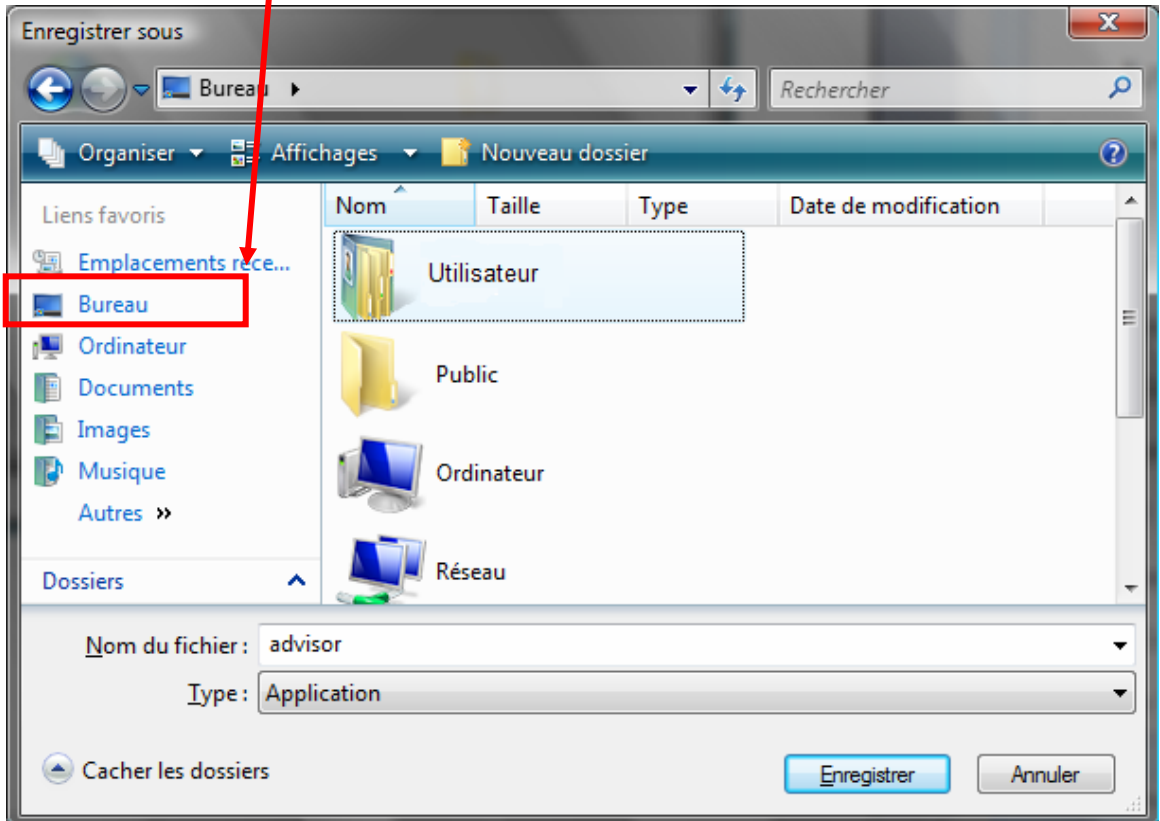 Enregistrer sous
Bureau
Rechercher
Organiser Affichages Nouveau dossier
Liens favoris
Emplacements réce...
Bureau
Ordinateur
Documents
Images
Musique
Autres »
Dossiers
Nom Taille Type Date de modification
Utilisateur
Public
Ordinateur
Réseau
Nom du fichier : advisor
Type : Application
Cacher les dossiers
Enregistrer Annuler